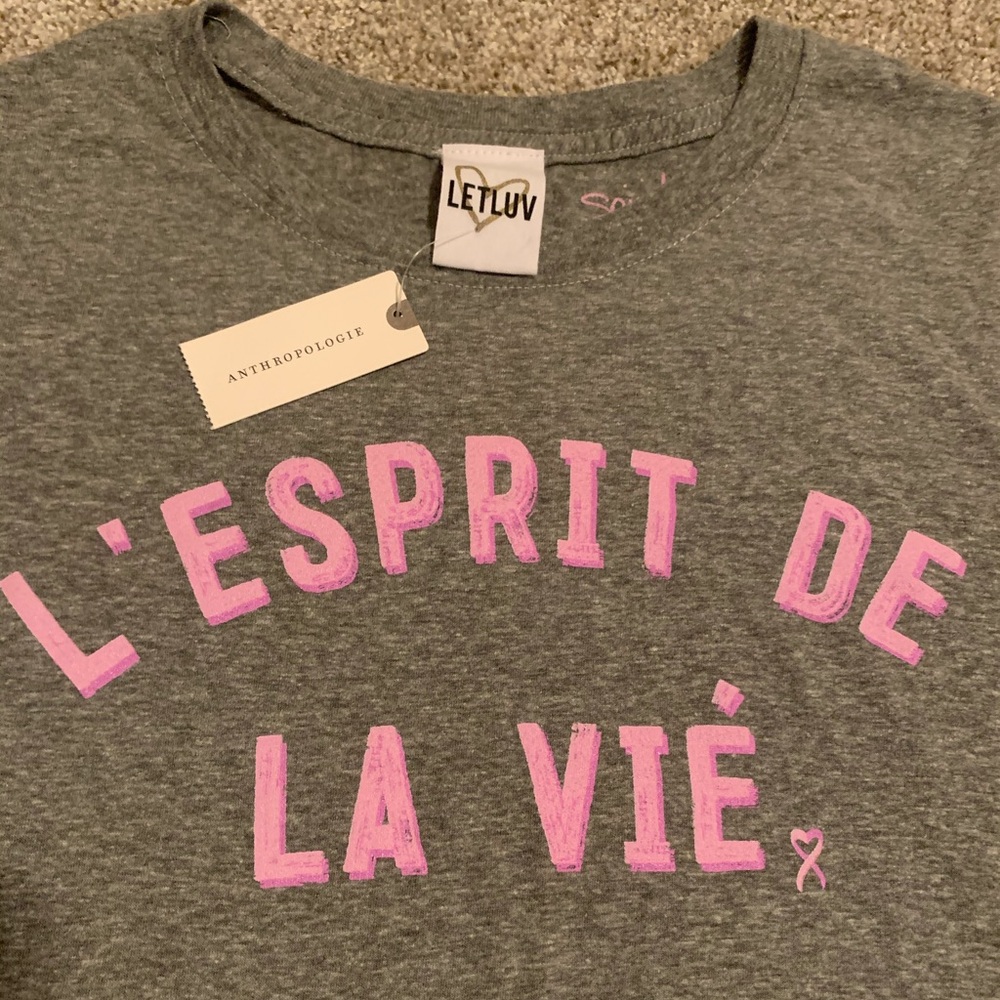 LETLUV
ANTHROPOLOGIE
L'ESPRIT DE
LA VIÉ.